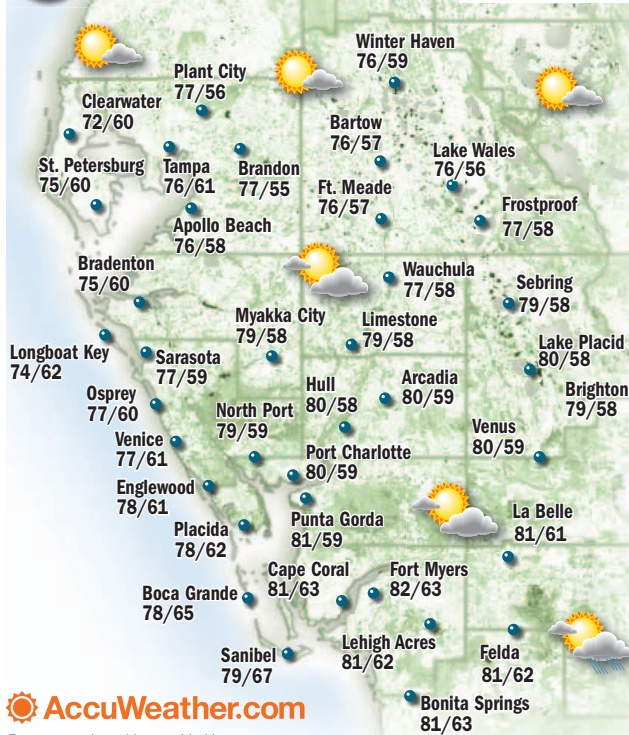 Winter Haven
76/59
Plant City
77/56
Clearwater
72/60
Bartow
76/57
Lake Wales
76/56
St. Petersburg
75/60
Tampa
76/61
Brandon
77/55
Ft. Meade
76/57
Frostproof
77/58
Apollo Beach
76/58
Bradenton
75/60
Wauchula
77/58
Sebring
79/58
Myakka City
79/58
Limestone
79/58
Longboat Key
74/62
Sarasota
77/59
Lake Placid
80/58
Hull
80/58
Arcadia
80/59
Brighton
79/58
Osprey
77/60
North Port
79/59
Venus
80/59
Venice
77/61
Port Charlotte
80/59
Englewood
78/61
Punta Gorda
81/59
La Belle
81/61
Placida
78/62
Cape Coral
81/63
Fort Myers
82/63
Boca Grande
78/65
Lehigh Acres
81/62
Felda
81/62
Sanibel
79/67
Bonita Springs
81/63
AccuWeather.com